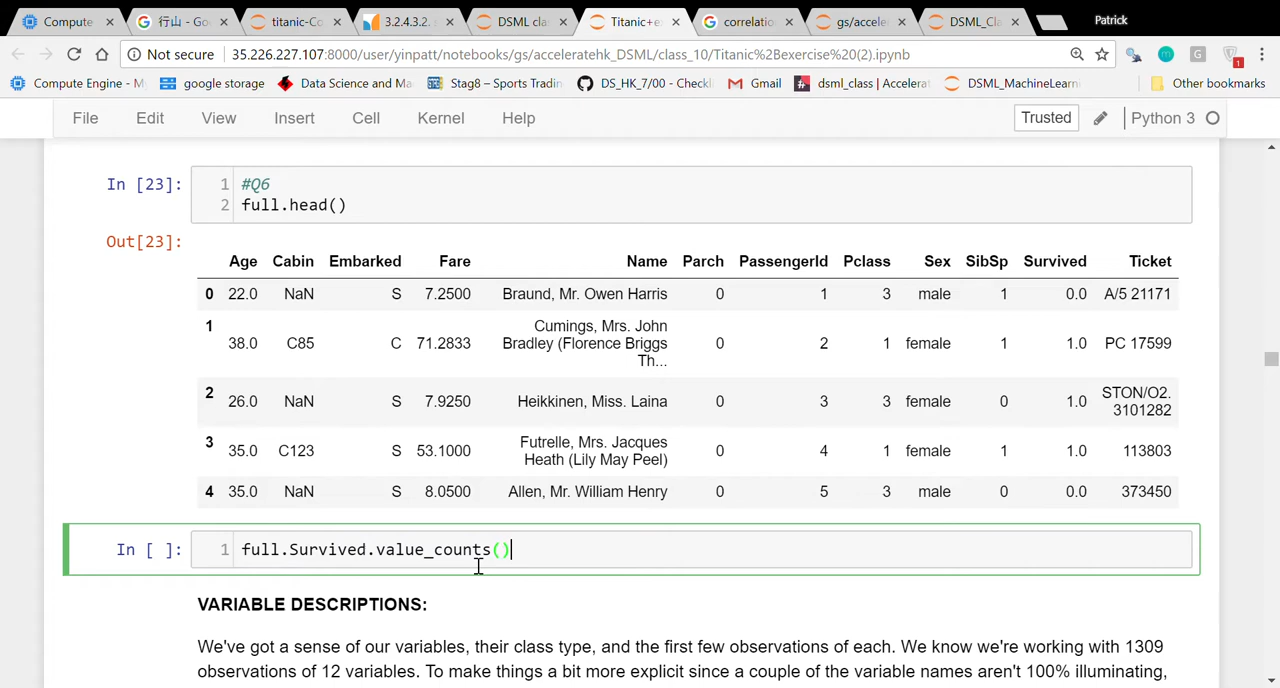 Compute
行山 - Go
titanic-Co
3.2.4.3.2.
DSML cla
Titanic+e
correlatio
gs/accele
DSML_Cla
Patrick
Not secure
35.226.227.107:8000/user/yinpatt/notebooks/gs/acceleratehk_DSML/class_10/Titanic%2Bexercise%20(2).ipynb
Compute Engine - M
google storage
Data Science and Ma
Stag8 – Sports Tradin
DS_HK_7/00 - Checkl
Gmail
dsml_class | Accelera
DSML_MachineLearni
Other bookmarks
File Edit View Insert Cell Kernel Help
Trusted
Python 3
In [23]:
1 #Q6
2 full.head()
Out[23]:
Age Cabin Embarked Fare Name Parch PassengerId Pclass Sex SibSp Survived Ticket
0 22.0 NaN S 7.2500 Braund, Mr. Owen Harris 0 1 3 male 1 0.0 A/5 21171
1 38.0 C85 C 71.2833 Cumings, Mrs. John Bradley (Florence Briggs Th... 0 2 1 female 1 1.0 PC 17599
2 26.0 NaN S 7.9250 Heikkinen, Miss. Laina 0 3 3 female 0 1.0 STON/O2. 3101282
3 35.0 C123 S 53.1000 Futrelle, Mrs. Jacques Heath (Lily May Peel) 0 4 1 female 1 1.0 113803
4 35.0 NaN S 8.0500 Allen, Mr. William Henry 0 5 3 male 0 0.0 373450
In [ ]:
1 full.Survived.value_counts()
VARIABLE DESCRIPTIONS:
We've got a sense of our variables, their class type, and the first few observations of each. We know we're working with 1309
observations of 12 variables. To make things a bit more explicit since a couple of the variable names aren't 100% illuminating,